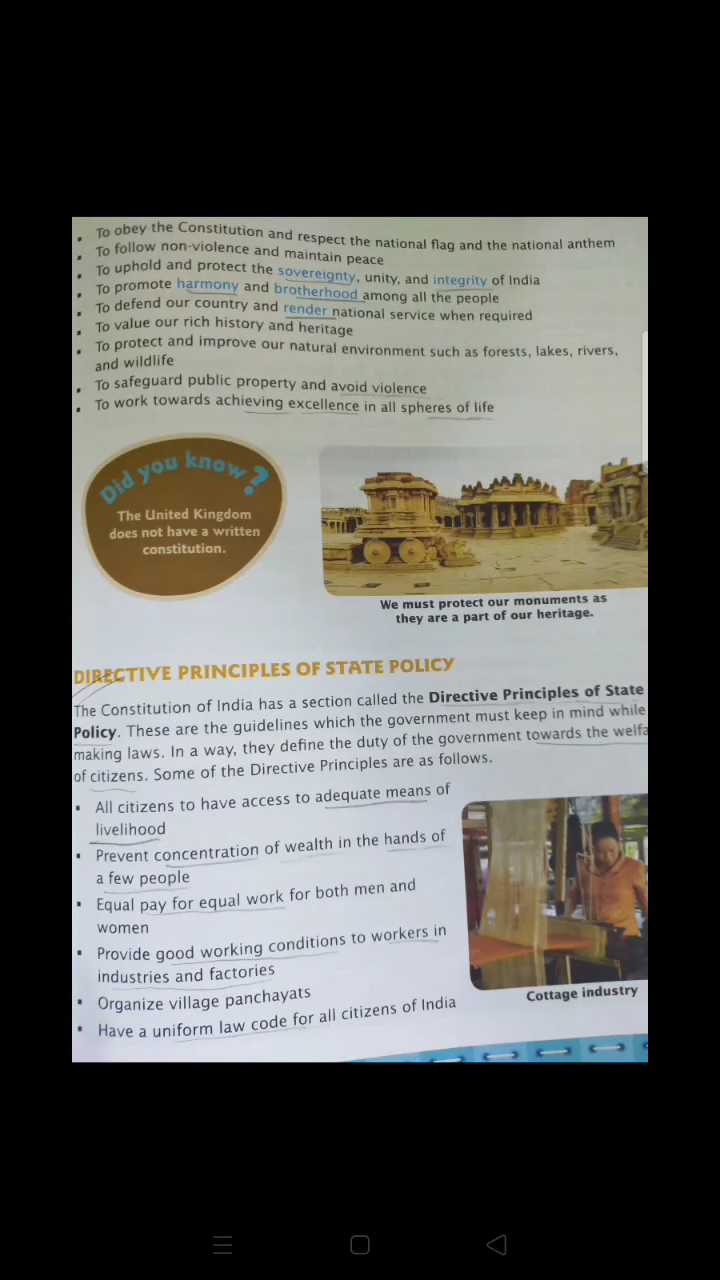 To obey the Constitution and respect the national flag and the national anthem
To follow non-violence and maintain peace
To uphold and protect the sovereignty, unity, and integrity of India
To promote harmony and brotherhood among all the people
To defend our country and render national service when required
To value our rich history and heritage
To protect and improve our natural environment such as forests, lakes, rivers,
and wildlife
To safeguard public property and avoid violence
To work towards achieving excellence in all spheres of life
Did you know?
The United Kingdom
does not have a written
constitution.
We must protect our monuments as
they are a part of our heritage.
DIRECTIVE PRINCIPLES OF STATE POLICY
The Constitution of India has a section called the Directive Principles of State
Policy. These are the guidelines which the government must keep in mind while
making laws. In a way, they define the duty of the government towards the welfa
of citizens. Some of the Directive Principles are as follows.
All citizens to have access to adequate means of
livelihood
Prevent concentration of wealth in the hands of
a few people
Equal pay for equal work for both men and
women
Provide good working conditions to workers in
industries and factories
Organize village panchayats
Have a uniform law code for all citizens of India
Cottage industry